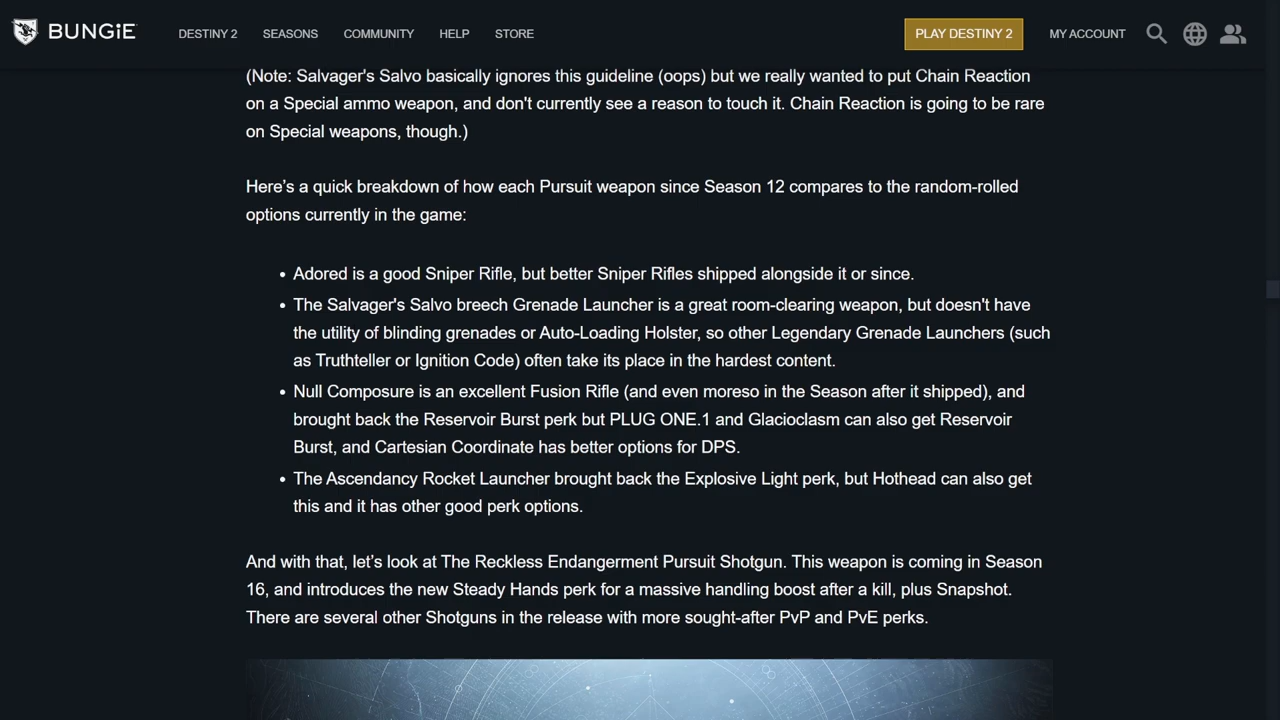 BUNGiE
DESTINY 2
SEASONS
COMMUNITY
HELP
STORE
PLAY DESTINY 2
MY ACCOUNT
(Note: Salvager's Salvo basically ignores this guideline (oops) but we really wanted to put Chain Reaction
on a Special ammo weapon, and don't currently see a reason to touch it. Chain Reaction is going to be rare
on Special weapons, though.)
Here’s a quick breakdown of how each Pursuit weapon since Season 12 compares to the random-rolled
options currently in the game:
• Adored is a good Sniper Rifle, but better Sniper Rifles shipped alongside it or since.
• The Salvager's Salvo breech Grenade Launcher is a great room-clearing weapon, but doesn't have
the utility of blinding grenades or Auto-Loading Holster, so other Legendary Grenade Launchers (such
as Truthteller or Ignition Code) often take its place in the hardest content.
• Null Composure is an excellent Fusion Rifle (and even moreso in the Season after it shipped), and
brought back the Reservoir Burst perk but PLUG ONE.1 and Glacioclasm can also get Reservoir
Burst, and Cartesian Coordinate has better options for DPS.
• The Ascendancy Rocket Launcher brought back the Explosive Light perk, but Hothead can also get
this and it has other good perk options.
And with that, let’s look at The Reckless Endangerment Pursuit Shotgun. This weapon is coming in Season
16, and introduces the new Steady Hands perk for a massive handling boost after a kill, plus Snapshot.
There are several other Shotguns in the release with more sought-after PvP and PvE perks.